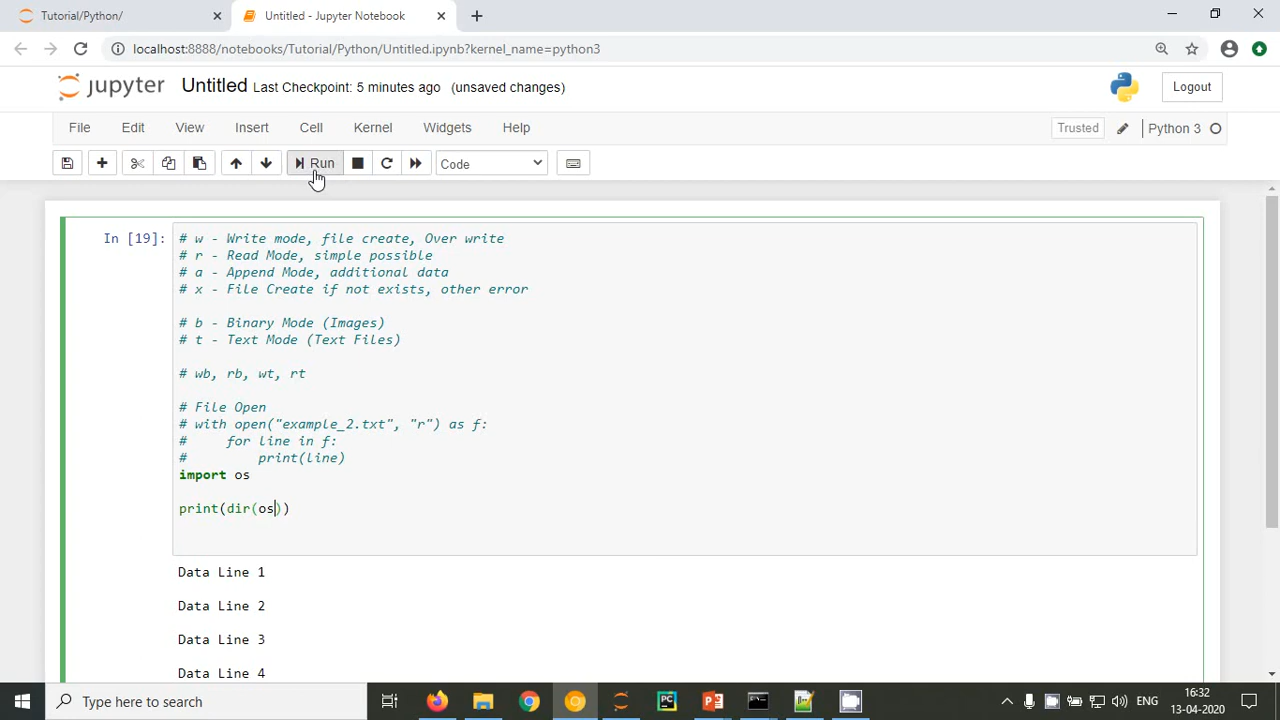 Tutorial/Python/
Untitled - Jupyter Notebook
localhost:8888/notebooks/Tutorial/Python/Untitled.ipynb?kernel_name=python3
jupyter Untitled Last Checkpoint: 5 minutes ago (unsaved changes)
Logout
File Edit View Insert Cell Kernel Widgets Help
Trusted
Python 3
Run
Code
In [19]:
# w - Write mode, file create, Over write
# r - Read Mode, simple possible
# a - Append Mode, additional data
# x - File Create if not exists, other error
# b - Binary Mode (Images)
# t - Text Mode (Text Files)
# wb, rb, wt, rt
# File Open
# with open("example_2.txt", "r") as f:
#     for line in f:
#         print(line)
import os
print(dir(os))
Data Line 1
Data Line 2
Data Line 3
Data Line 4
Type here to search
PC
ENG
16:32
13-04-2020